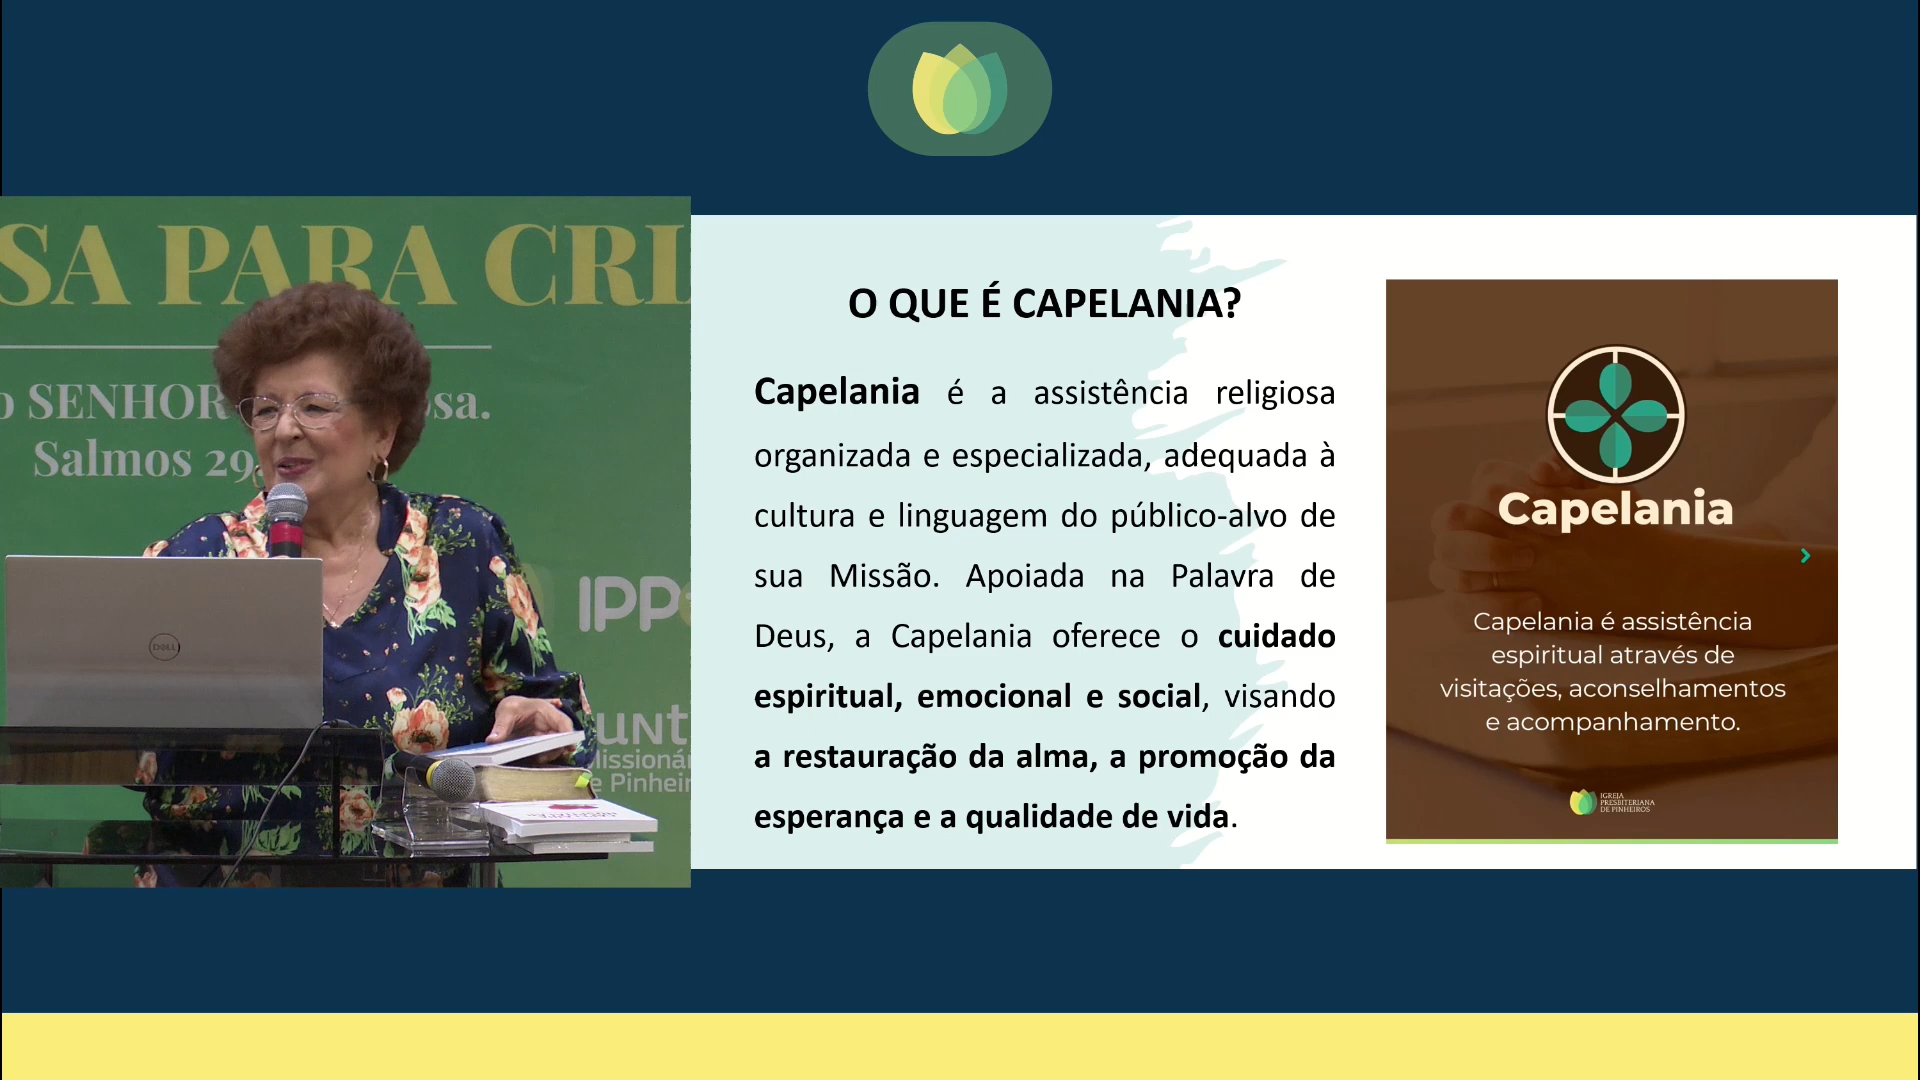 SA PARA CRI
o SENHOR
sa.
Salmos 29
IPP
DELL
unt
issionári
e Pinheir
O QUE É CAPELANIA?
Capelania é a assistência religiosa
organizada e especializada, adequada à
cultura e linguagem do público-alvo de
sua Missão. Apoiada na Palavra de
Deus, a Capelania oferece o cuidado
espiritual, emocional e social, visando
a restauração da alma, a promoção da
esperança e a qualidade de vida.
Capelania
Capelania é assistência
espiritual através de
visitações, aconselhamentos
e acompanhamento.
IGREJA
PRESBITERIANA
DE PINHEIROS